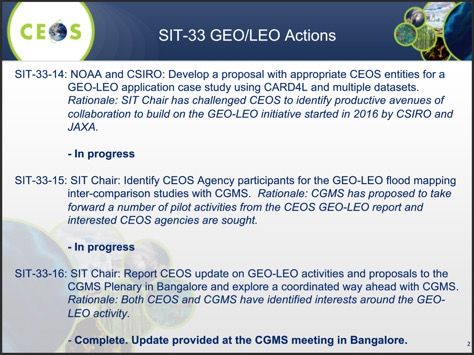 CEOS
SIT-33 GEO/LEO Actions
SIT-33-14: NOAA and CSIRO: Develop a proposal with appropriate CEOS entities for a
GEO-LEO application case study using CARD4L and multiple datasets.
Rationale: SIT Chair has challenged CEOS to identify productive avenues of
collaboration to build on the GEO-LEO initiative started in 2016 by CSIRO and
JAXA.
- In progress
SIT-33-15: SIT Chair: Identify CEOS Agency participants for the GEO-LEO flood mapping
inter-comparison studies with CGMS. Rationale: CGMS has proposed to take
forward a number of pilot activities from the CEOS GEO-LEO report and
interested CEOS agencies are sought.
- In progress
SIT-33-16: SIT Chair: Report CEOS update on GEO-LEO activities and proposals to the
CGMS Plenary in Bangalore and explore a coordinated way ahead with CGMS.
Rationale: Both CEOS and CGMS have identified interests around the GEO-
LEO activity.
- Complete. Update provided at the CGMS meeting in Bangalore.
2